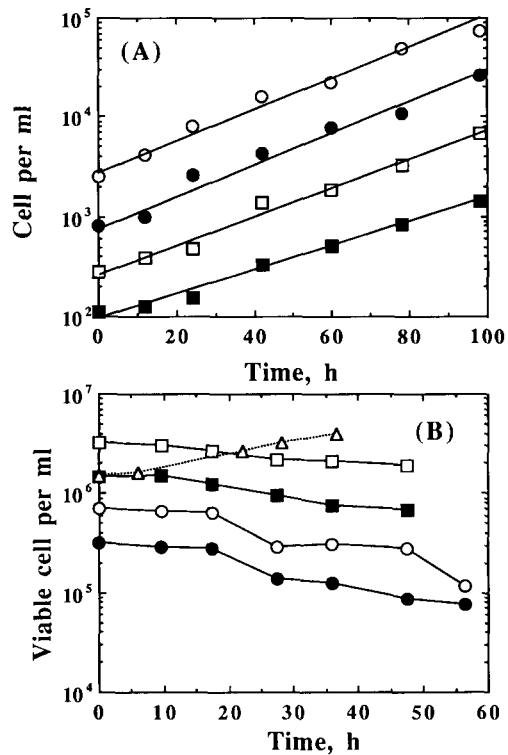 10^5
(A)
10^4
10^3
10^2
Cell per ml
0 20 40 60 80 100
Time, h
10^7
(B)
10^6
10^5
10^4
Viable cell per ml
0 10 20 30 40 50 60
Time, h